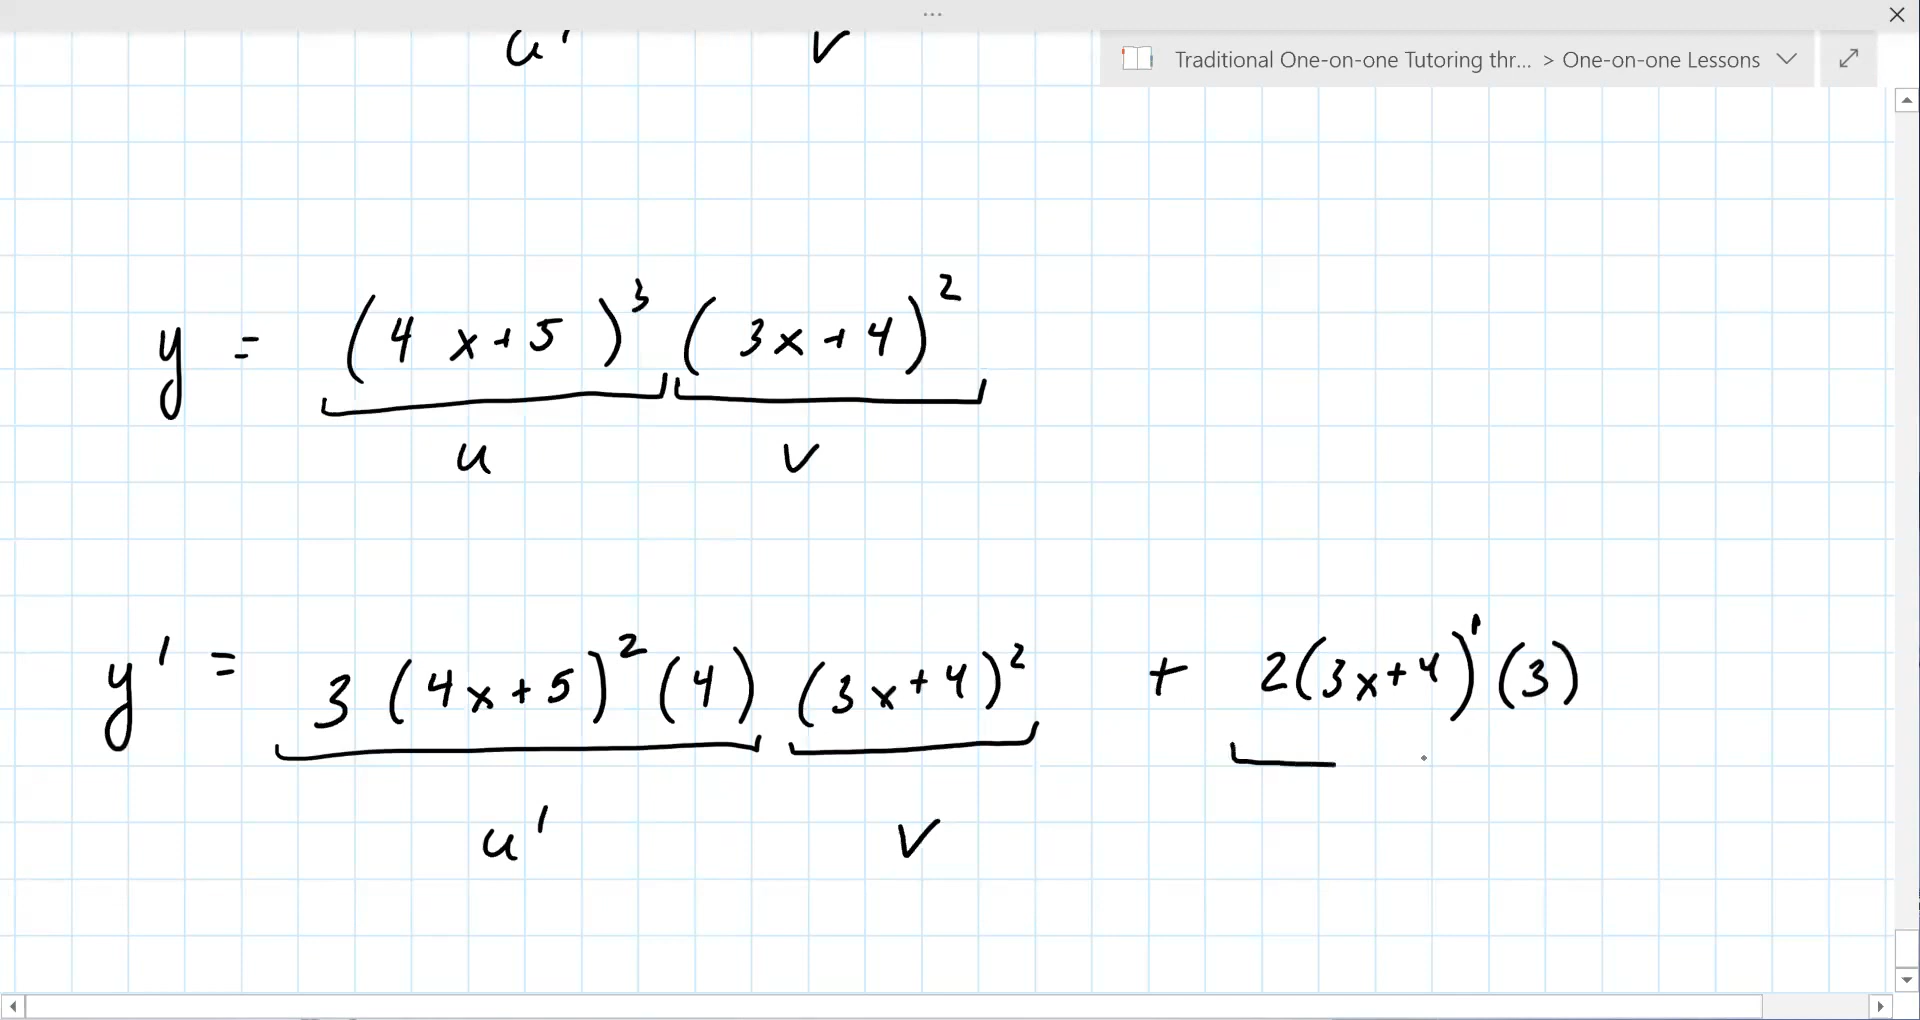 ...
u' v
Traditional One-on-one Tutoring thr... > One-on-one Lessons
y = (4x+5)³(3x+4)²
u v
y' = 3(4x+5)²(4)(3x+4)² + 2(3x+4)¹(3)
u' v